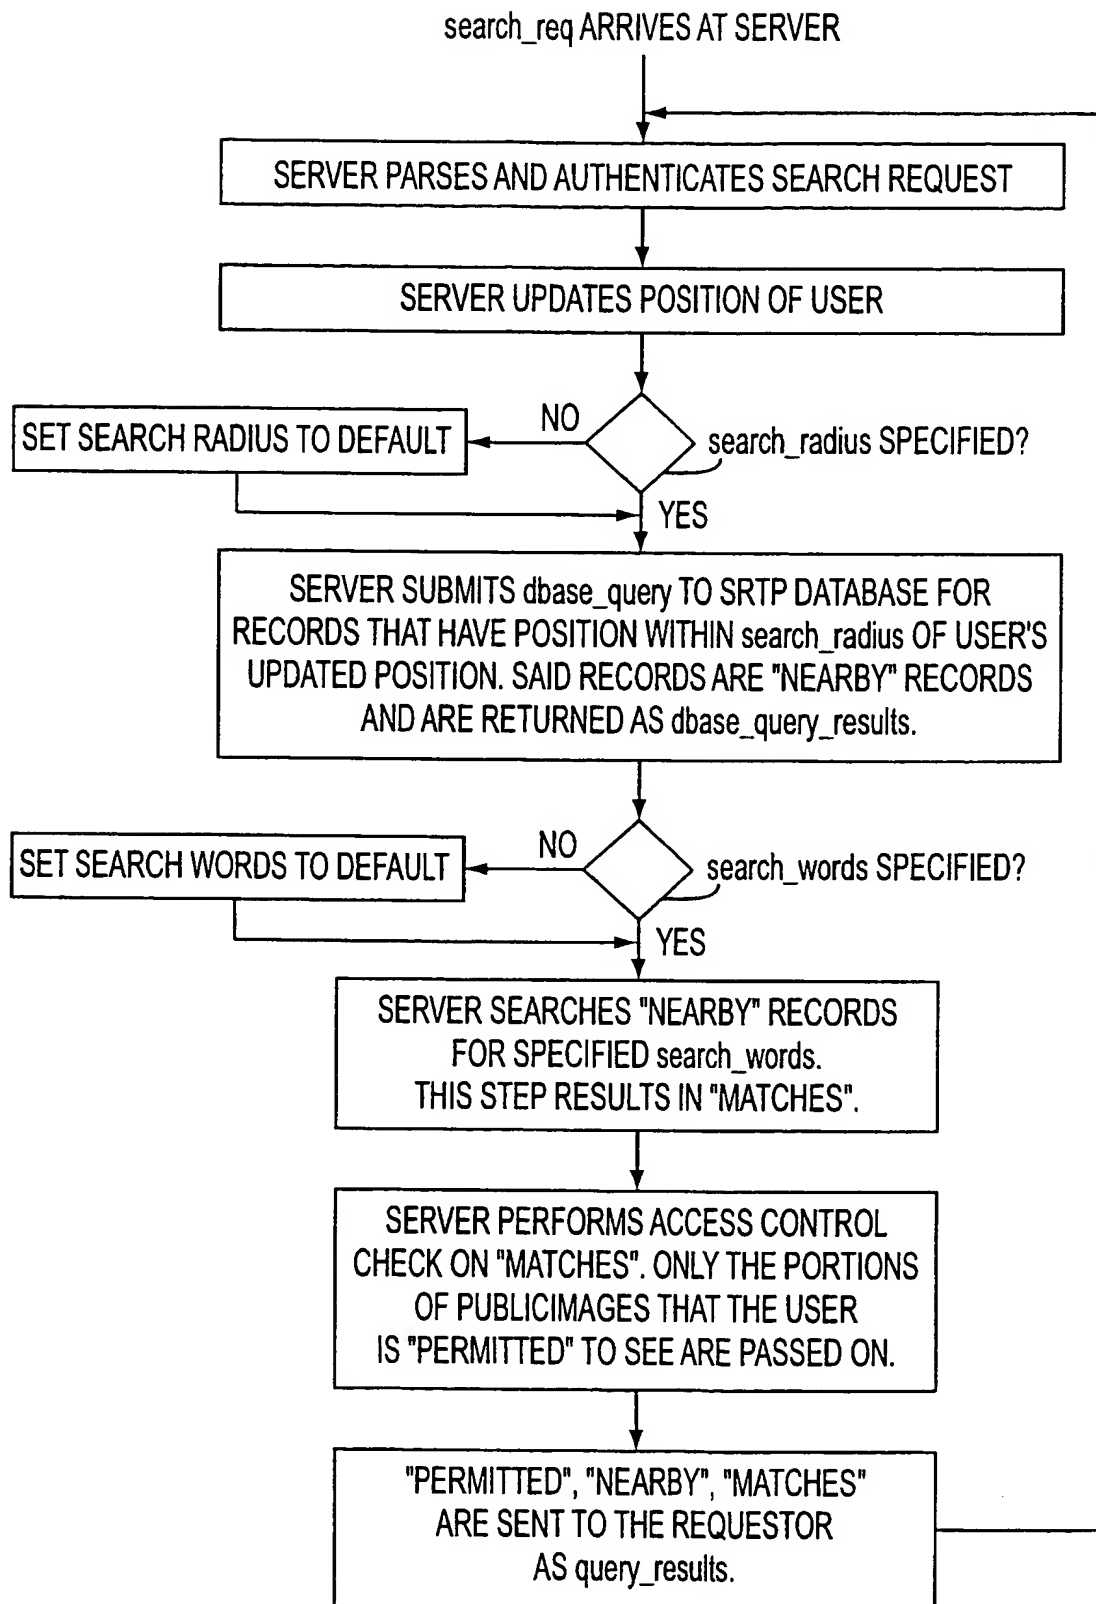 search_req ARRIVES AT SERVER
SERVER PARSES AND AUTHENTICATES SEARCH REQUEST
SERVER UPDATES POSITION OF USER
NO
SET SEARCH RADIUS TO DEFAULT
search_radius SPECIFIED?
YES
SERVER SUBMITS dbase_query TO SRTP DATABASE FOR
RECORDS THAT HAVE POSITION WITHIN search_radius OF USER'S
UPDATED POSITION. SAID RECORDS ARE "NEARBY" RECORDS
AND ARE RETURNED AS dbase_query_results.
NO
SET SEARCH WORDS TO DEFAULT
search_words SPECIFIED?
YES
SERVER SEARCHES "NEARBY" RECORDS
FOR SPECIFIED search_words.
THIS STEP RESULTS IN "MATCHES".
SERVER PERFORMS ACCESS CONTROL
CHECK ON "MATCHES". ONLY THE PORTIONS
OF PUBLICIMAGES THAT THE USER
IS "PERMITTED" TO SEE ARE PASSED ON.
"PERMITTED", "NEARBY", "MATCHES"
ARE SENT TO THE REQUESTOR
AS query_results.